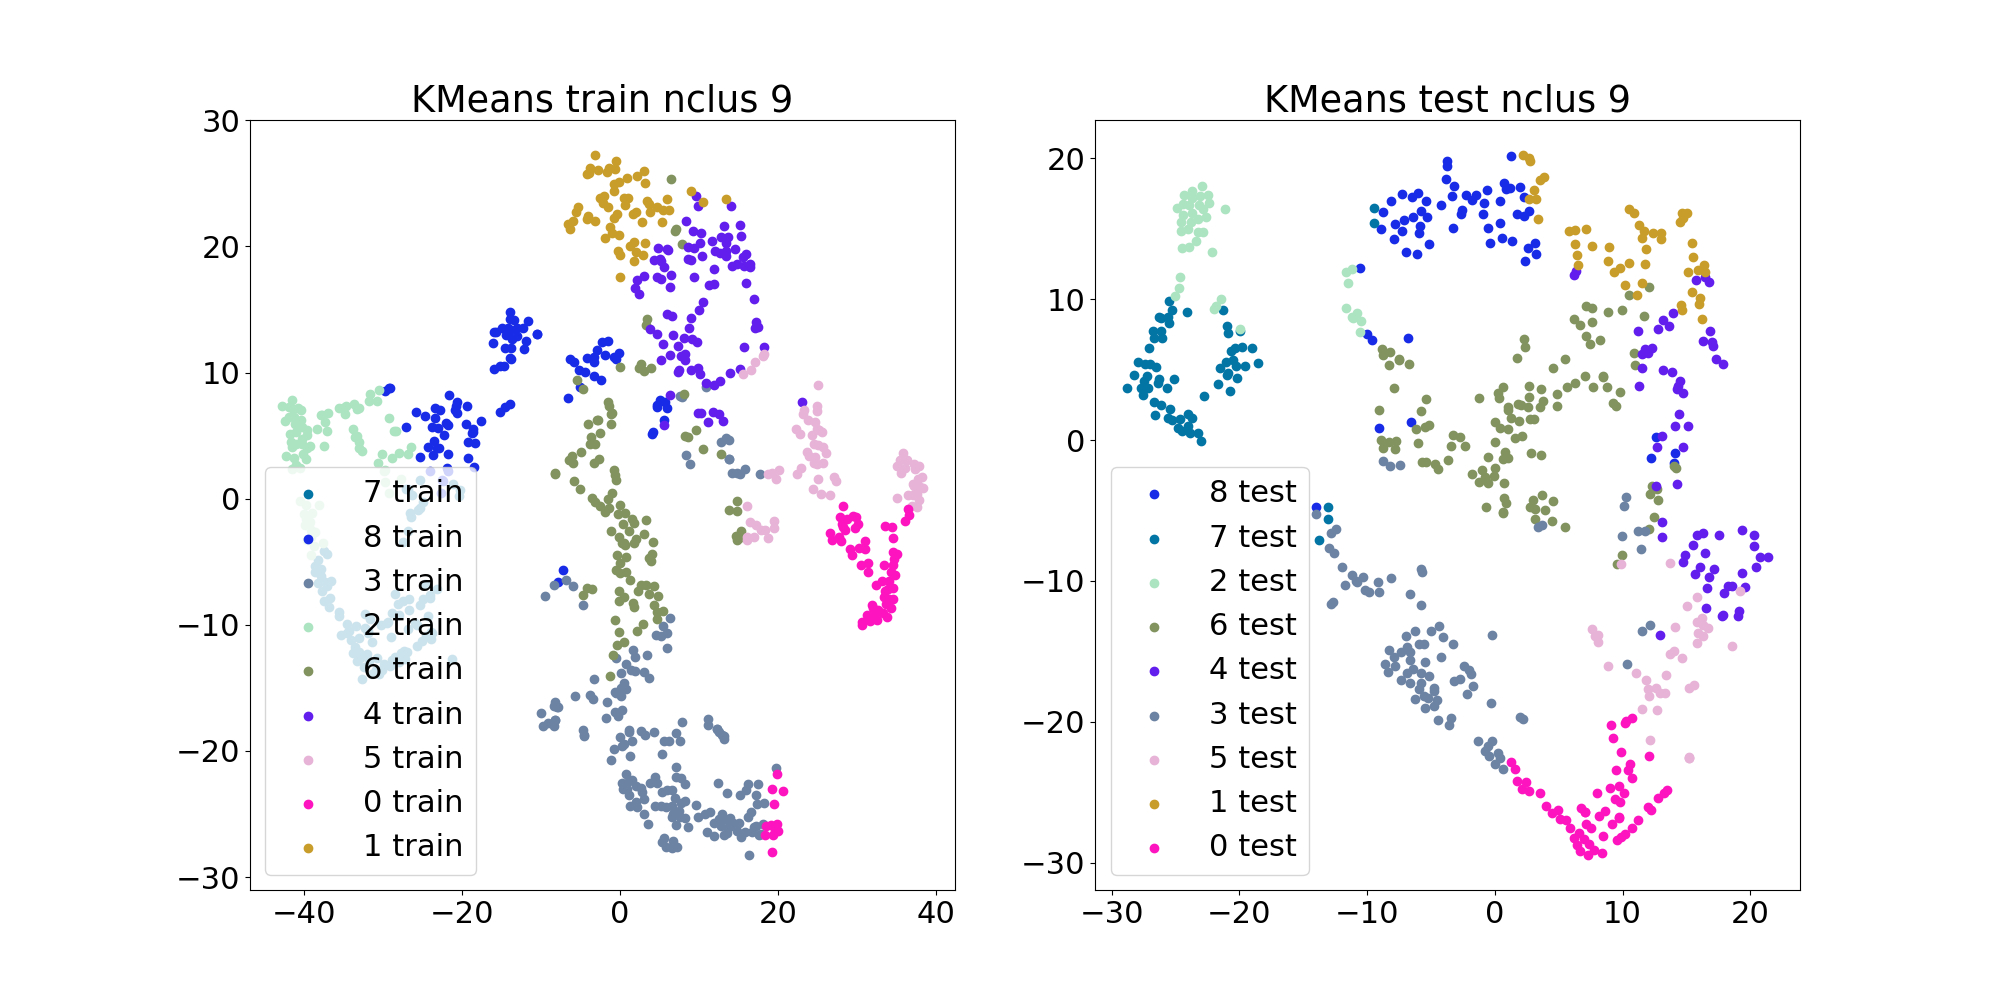 KMeans train nclus 9
30
20
10
0
−10
−20
−30
7 train
8 train
3 train
2 train
6 train
4 train
5 train
0 train
1 train
−40
−20
0
20
40
KMeans test nclus 9
20
10
0
−10
−20
−30
8 test
7 test
2 test
6 test
4 test
3 test
5 test
1 test
0 test
−30
−20
−10
0
10
20